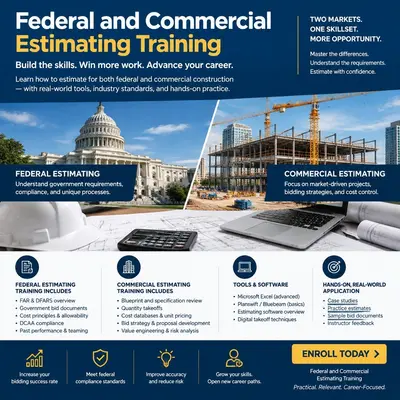 Federal and Commercial
Estimating Training
Build the skills. Win more work. Advance your career.
Learn how to estimate for both federal and commercial construction
— with real-world tools, industry standards, and hands-on practice.
TWO MARKETS.
ONE SKILLSET.
MORE OPPORTUNITY.
Master the differences.
Understand the requirements.
Estimate with confidence.
FEDERAL ESTIMATING
Understand government requirements,
compliance, and unique processes.
COMMERCIAL ESTIMATING
Focus on market-driven projects,
bidding strategies, and cost control.
FEDERAL ESTIMATING
TRAINING INCLUDES
• FAR & DFARS overview
• Government bid documents
• Cost principles & allowability
• DCAA compliance
• Past performance & teaming
COMMERCIAL ESTIMATING
TRAINING INCLUDES
• Blueprint and specification review
• Quantity takeoffs
• Cost databases & unit pricing
• Bid strategy & proposal development
• Value engineering & risk analysis
TOOLS & SOFTWARE
• Microsoft Excel (advanced)
• Planswift / Bluebeam (basics)
• Estimating software overview
• Digital takeoff techniques
HANDS-ON, REAL-WORLD
APPLICATION
• Case studies
• Practice estimates
• Sample bid documents
• Instructor feedback
Increase your
bidding success rate
Meet federal
compliance standards
Improve accuracy
and reduce risk
Grow your skills.
Open new career paths.
ENROLL TODAY >
Federal and Commercial
Estimating Training
Practical. Relevant. Career-Focused.